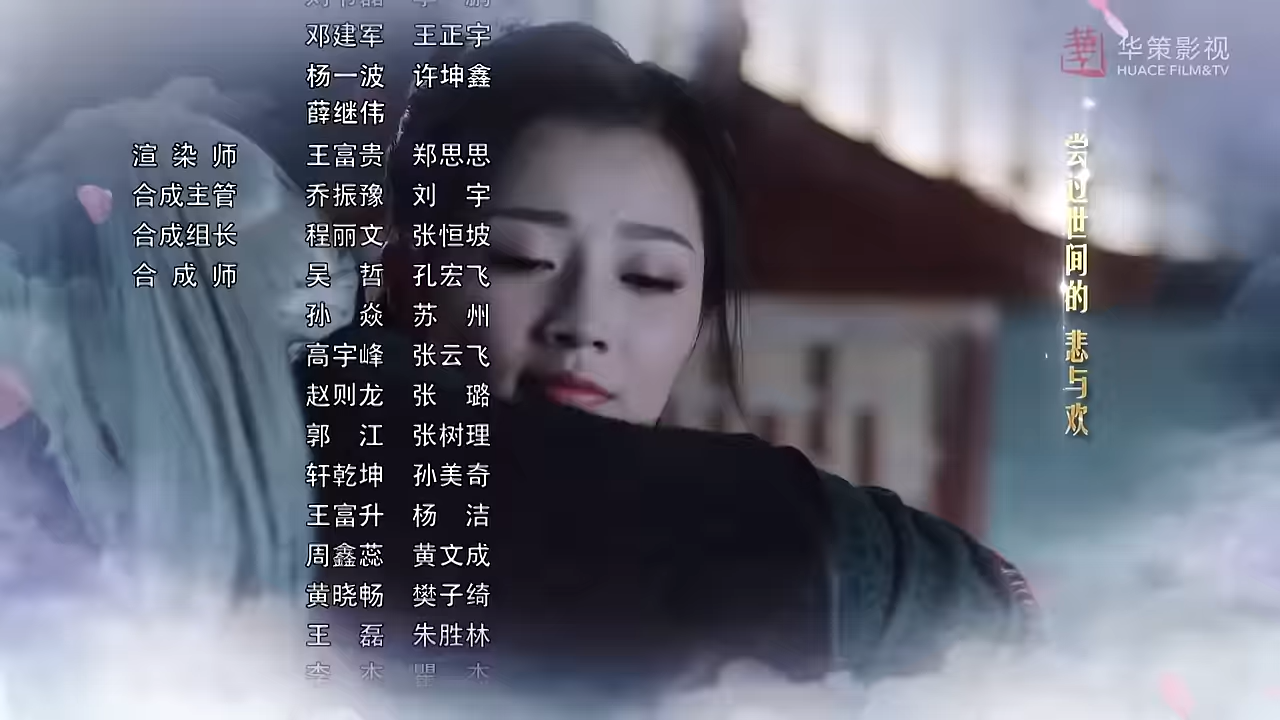 邓建军 王正宇
杨一波 许坤鑫
薛继伟
渲染师 王富贵 郑思思
合成主管 乔振豫 刘宇
合成组长 程丽文 张恒坡
合成师 吴哲 孔宏飞
孙焱 苏州
高宇峰 张云飞
赵则龙 张璐
郭江 张树理
轩乾坤 孙美奇
王富升 杨洁
周鑫蕊 黄文成
黄晓畅 樊子绮
王磊 朱胜林
華
华策影视
HUACE FILM&TV
尝过世间的 悲与欢